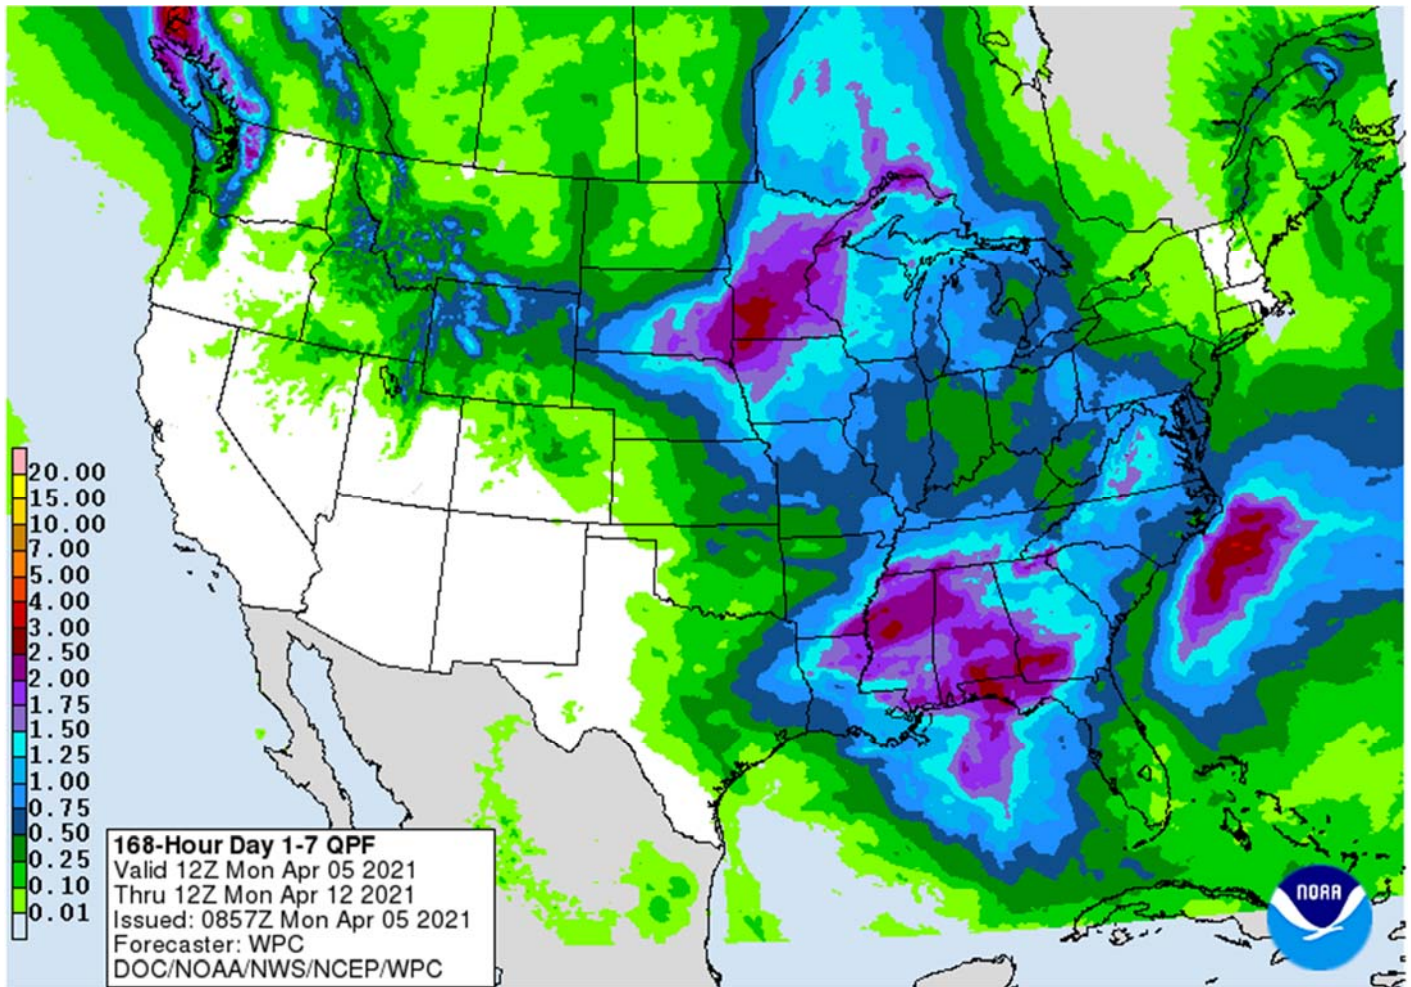 20.00
15.00
10.00
7.00
5.00
4.00
3.00
2.50
2.00
1.75
1.50
1.25
1.00
0.75
0.50
0.25
0.10
0.01
168-Hour Day 1-7 QPF
Valid 12Z Mon Apr 05 2021
Thru 12Z Mon Apr 12 2021
Issued: 0857Z Mon Apr 05 2021
Forecaster: WPC
DOC/NOAA/NWS/NCEP/WPC
NOAA